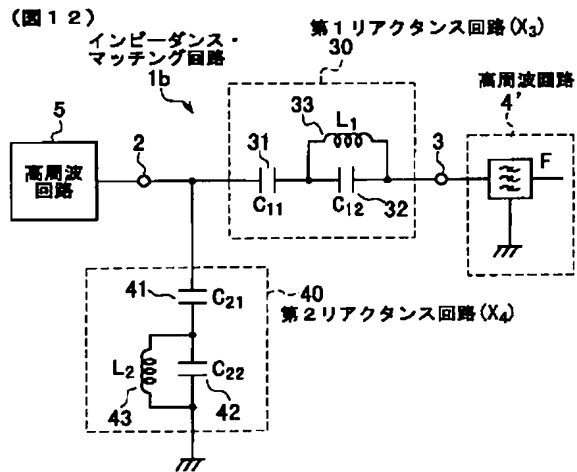 (図12)
インピーダンス・
マッチング回路
1b
第1リアクタンス回路(X₃)
30
高周波回路
4'
5
高周波
回路
2
31
33
L₁
3
F
C₁₁
C₁₂
32
41
C₂₁
40
第2リアクタンス回路(X₄)
L₂
C₂₂
43
42